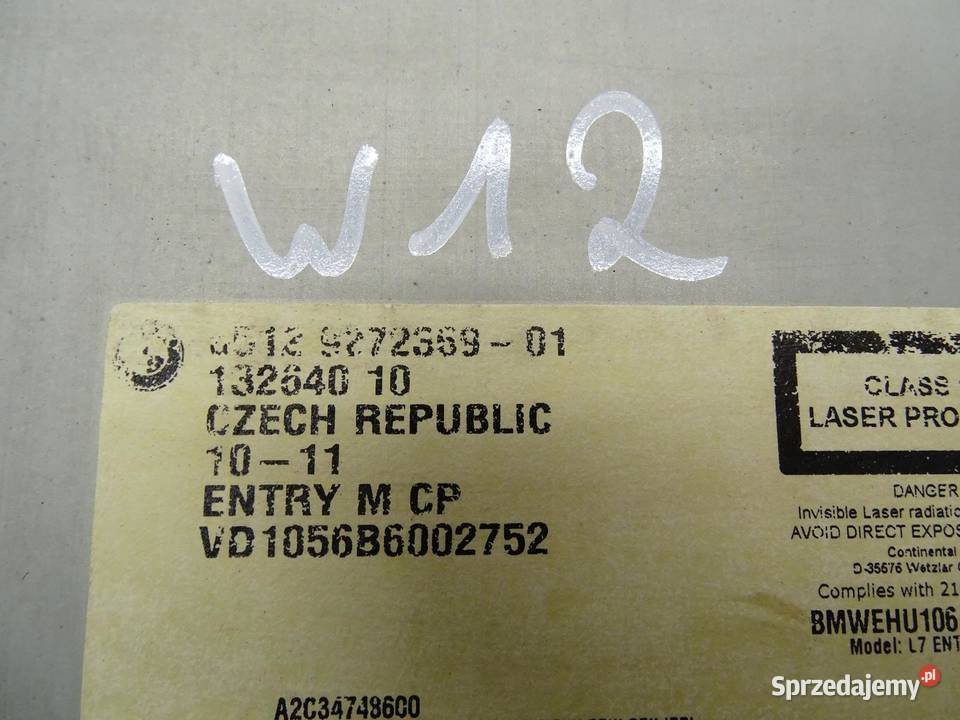 W12
6512 9272369-01
132640 10
CZECH REPUBLIC
10-11
ENTRY M CP
VD1056B6002752
CLASS
LASER PRO
DANGER
Invisible Laser radiatio
AVOID DIRECT EXPOS
Continental
D-35576 Wetzlar
Complies with 21
BMWEHU106
Model: L7 ENT
A2C34748600
Sprzedajemy.pl